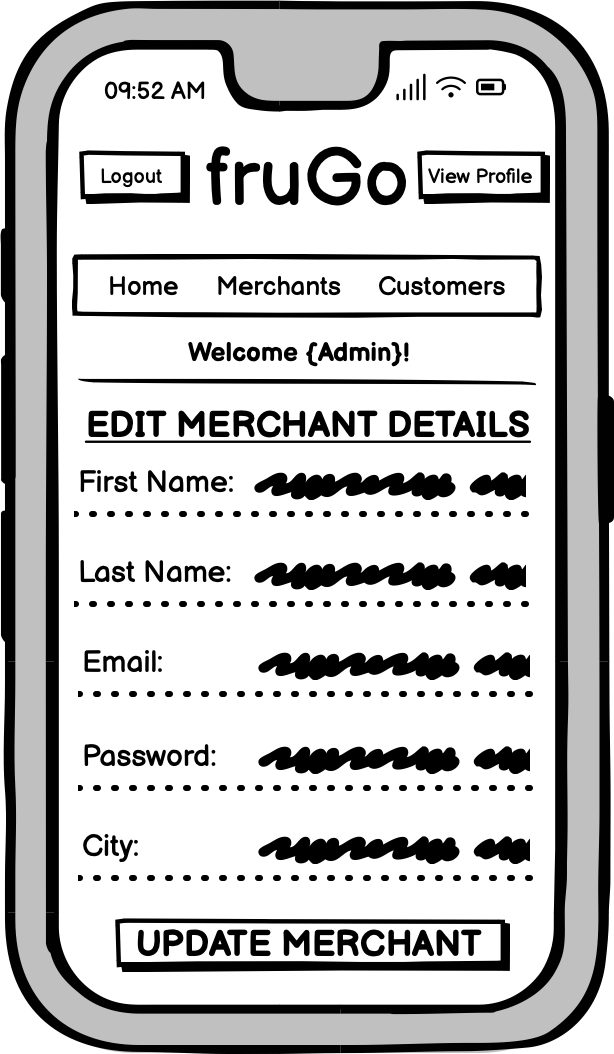 09:52 AM
Logout
fruGo
View Profile
Home Merchants Customers
Welcome {Admin}!
EDIT MERCHANT DETAILS
First Name:
Last Name:
Email:
Password:
City:
UPDATE MERCHANT